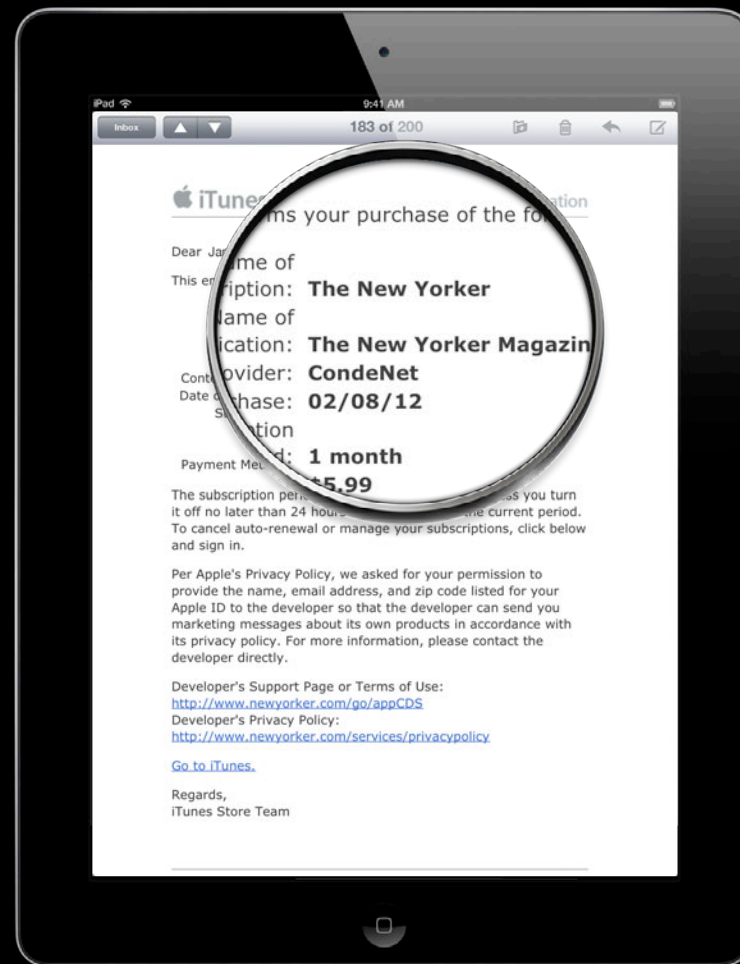 iPad 9:41 AM
Inbox 183 of 200
iTunes
ms your purchase of the
Dear
This
me of
iption: The New Yorker
Name of
ication: The New Yorker Magazin
ovider: CondeNet
Date
chase: 02/08/12
tion
1 month
Payment
$5.99
The subscription you turn
it off no later than 24 the current period.
To cancel auto-renewal or manage your subscriptions, click below
and sign in.
Per Apple's Privacy Policy, we asked for your permission to
provide the name, email address, and zip code listed for your
Apple ID to the developer so that the developer can send you
marketing messages about its own products in accordance with
its privacy policy. For more information, please contact the
developer directly.
Developer's Support Page or Terms of Use:
http://www.newyorker.com/go/appCDS
Developer's Privacy Policy:
http://www.newyorker.com/services/privacypolicy
Go to iTunes.
Regards,
iTunes Store Team